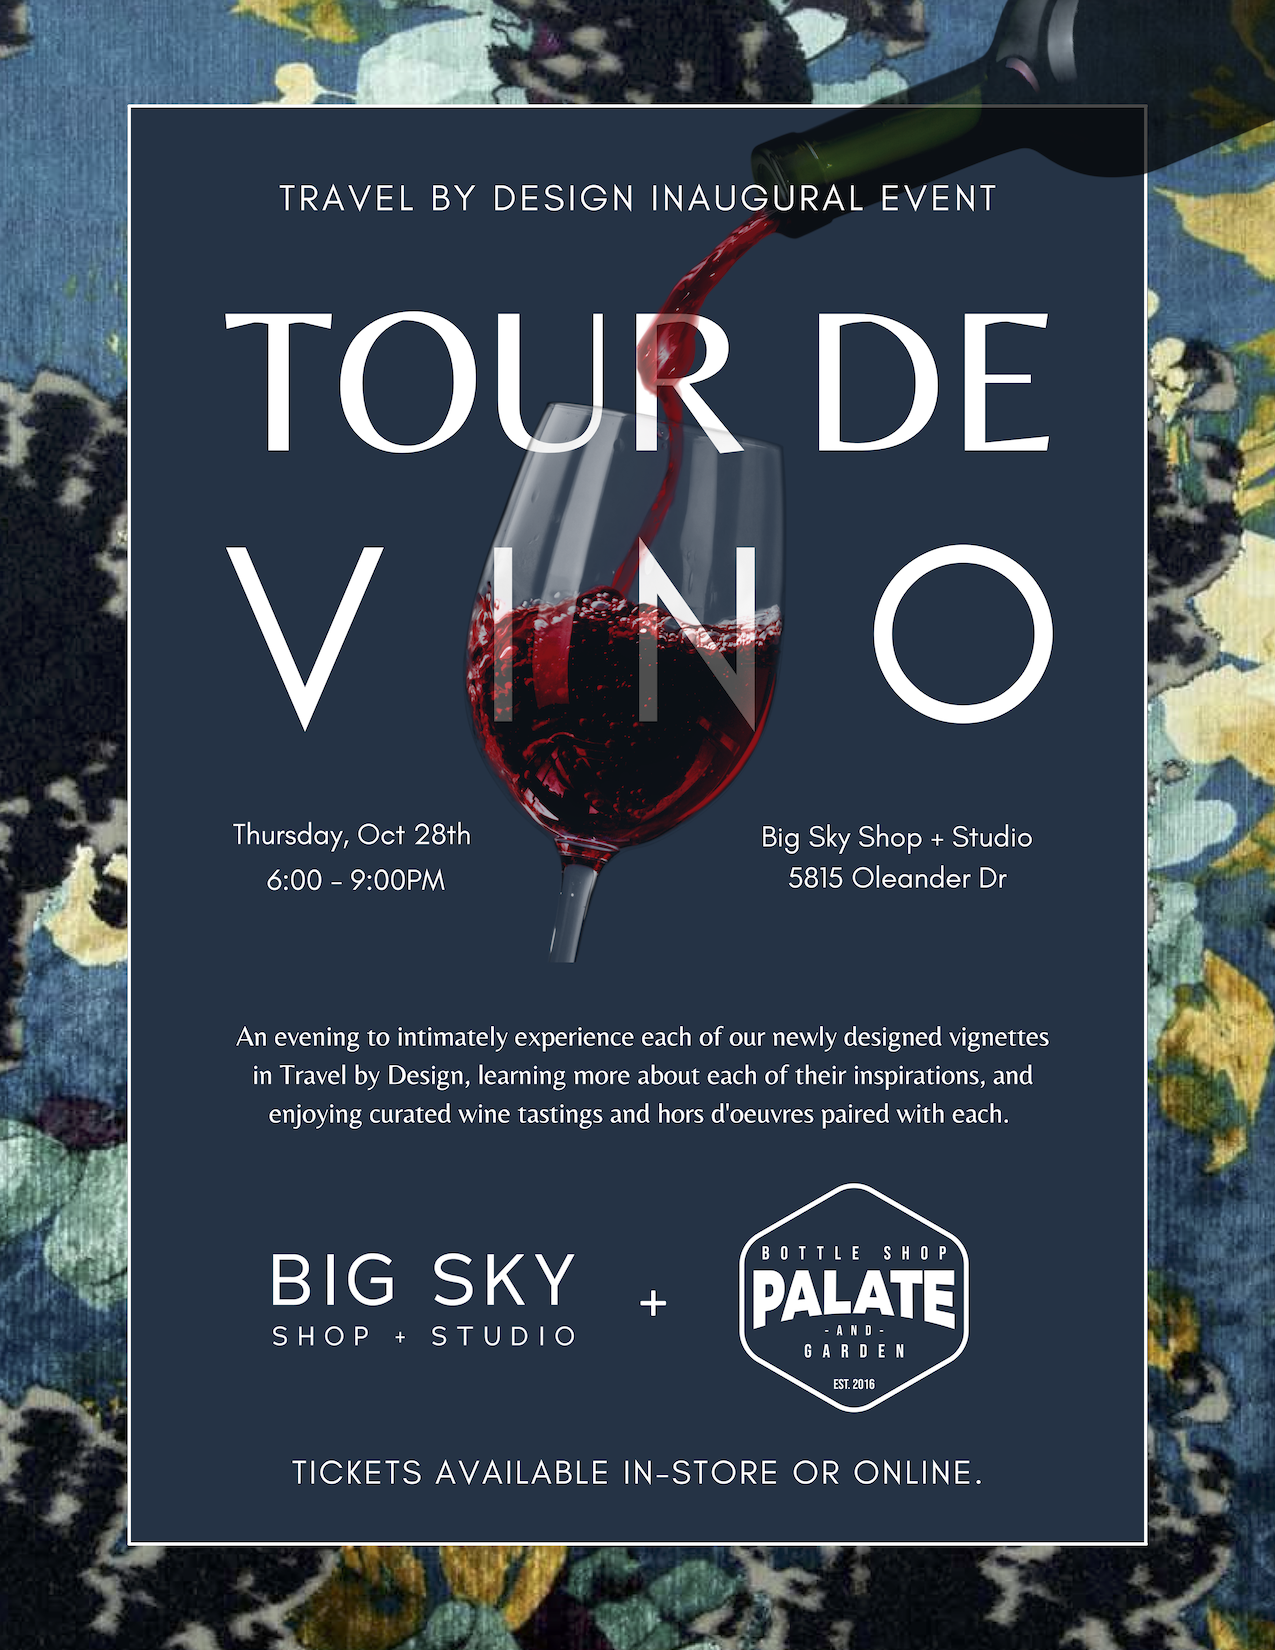 TRAVEL BY DESIGN INAUGURAL EVENT
TOUR DE
VINO
Thursday, Oct 28th
6:00 – 9:00PM
Big Sky Shop + Studio
5815 Oleander Dr
An evening to intimately experience each of our newly designed vignettes
in Travel by Design, learning more about each of their inspirations, and
enjoying curated wine tastings and hors d'oeuvres paired with each.
BIG SKY
SHOP + STUDIO
+
BOTTLE SHOP
PALATE
-AND-
GARDEN
EST. 2016
TICKETS AVAILABLE IN-STORE OR ONLINE.